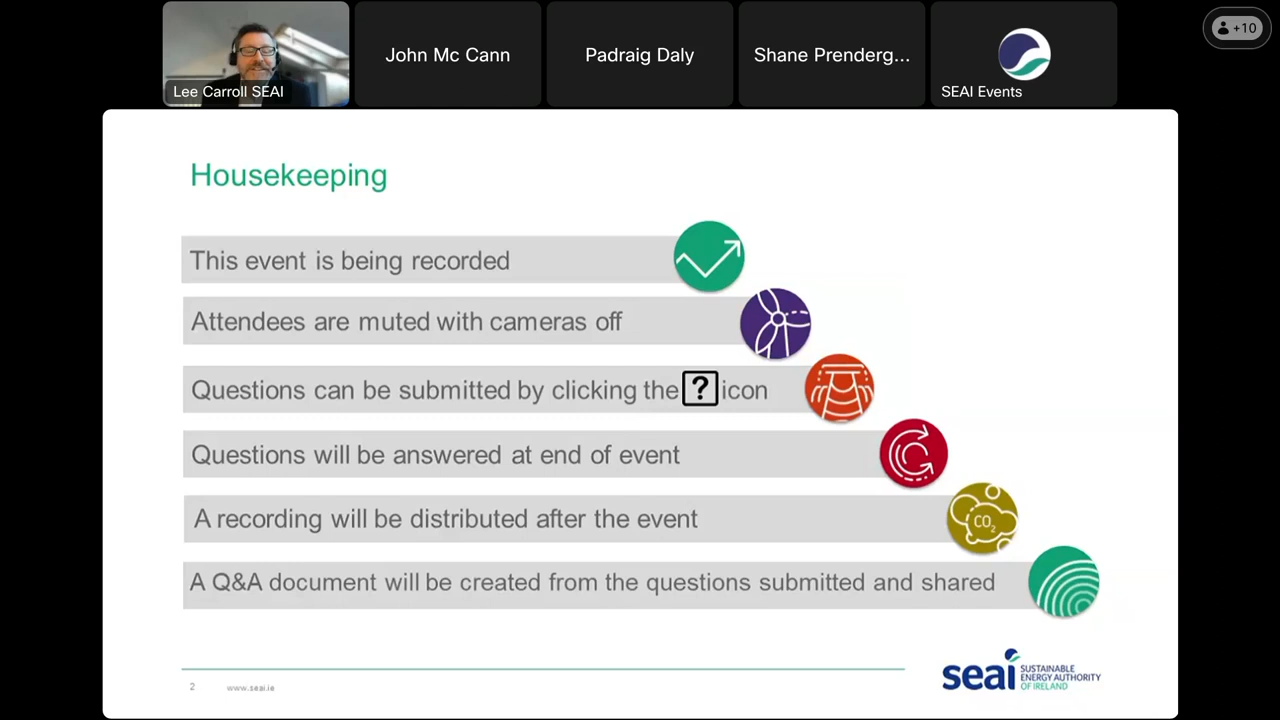 Lee Carroll SEAI
John Mc Cann
Padraig Daly
Shane Prenderg...
SEAI Events
+10
Housekeeping
This event is being recorded
Attendees are muted with cameras off
Questions can be submitted by clicking the ? icon
Questions will be answered at end of event
A recording will be distributed after the event
CO2
A Q&A document will be created from the questions submitted and shared
2
www.seai.ie
seai
SUSTAINABLE
ENERGY AUTHORITY
OF IRELAND